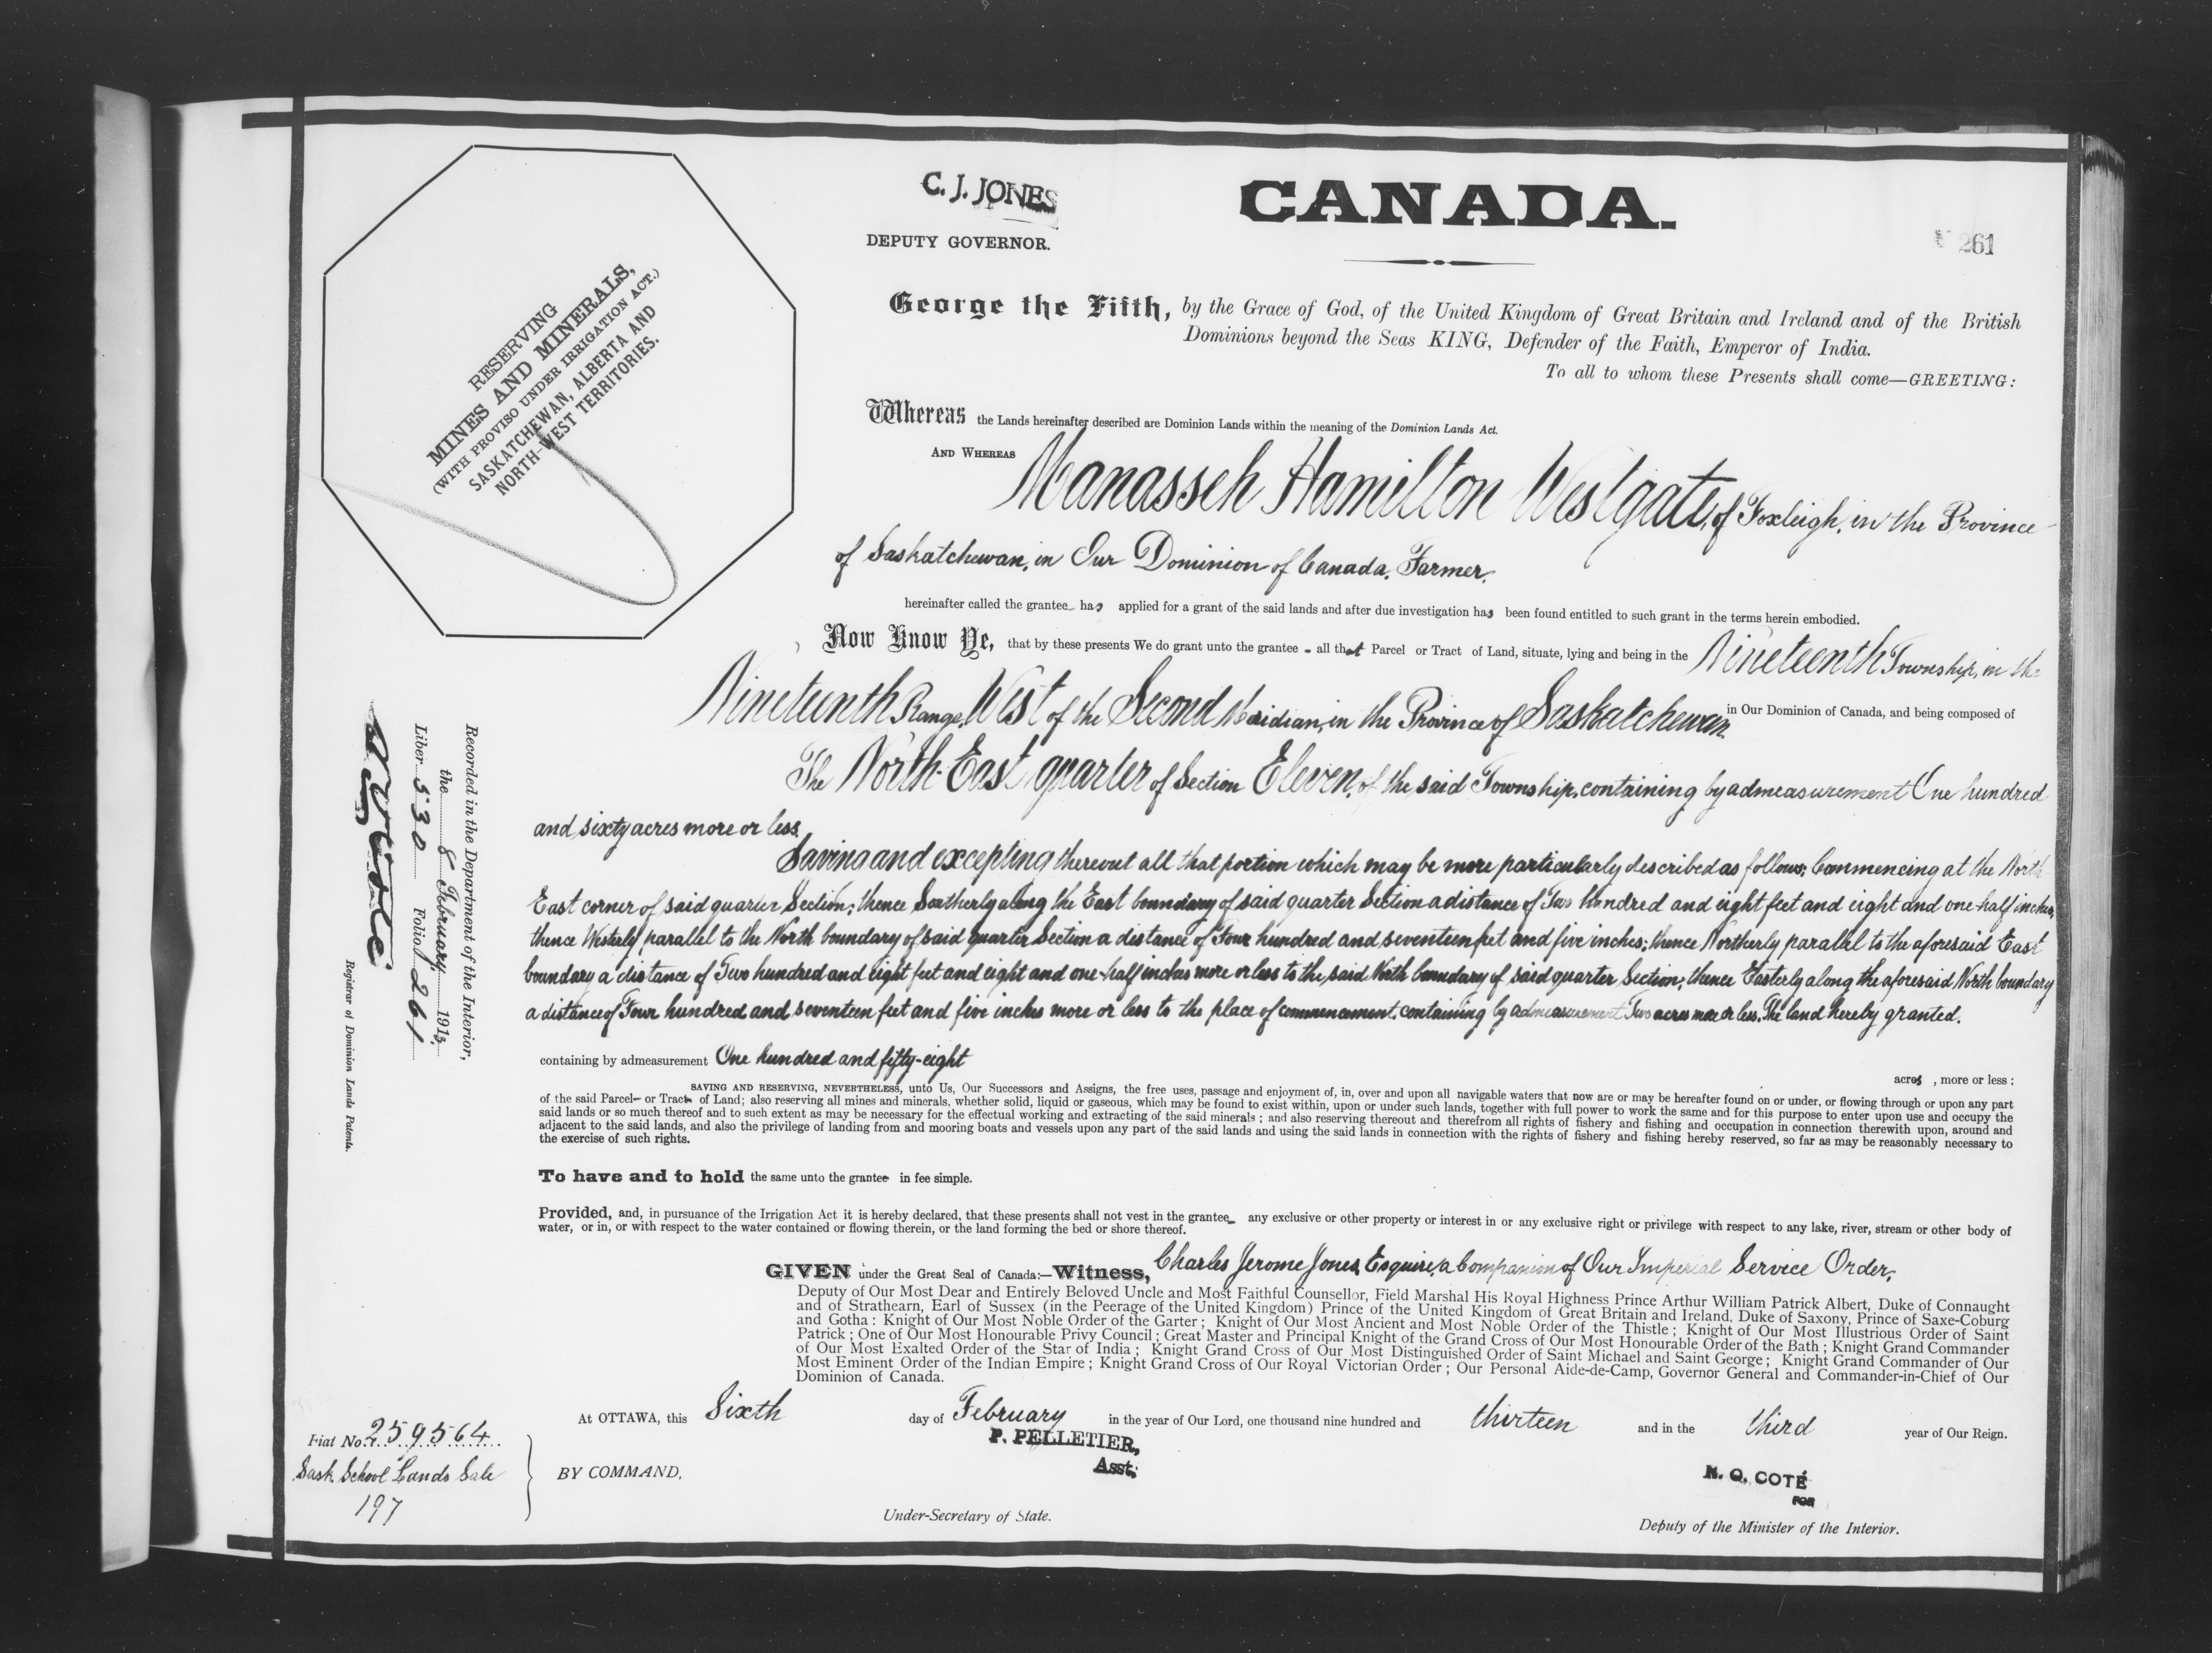 C. J. JONES
DEPUTY GOVERNOR.
CANADA.
261
RESERVING
MINES AND MINERALS,
(WITH PROVISO UNDER IRRIGATION ACT.)
SASKATCHEWAN, ALBERTA AND
NORTH-WEST TERRITORIES.
George the Fifth, by the Grace of God, of the United Kingdom of Great Britain and Ireland and of the British
Dominions beyond the Seas KING, Defender of the Faith, Emperor of India.
To all to whom these Presents shall come—GREETING:
Whereas the Lands hereinafter described are Dominion Lands within the meaning of the Dominion Lands Act.
AND WHEREAS Manasseh Hamilton Westgate, of Foxleigh, in the Province
of Saskatchewan, in Our Dominion of Canada, Farmer,
hereinafter called the grantee has applied for a grant of the said lands and after due investigation has been found entitled to such grant in the terms herein embodied.
Now Know Ye, that by these presents We do grant unto the grantee - all that Parcel or Tract of Land, situate, lying and being in the Nineteenth Township, in the
Nineteenth Range, West of the Second Meridian, in the Province of Saskatchewan, in Our Dominion of Canada, and being composed of
The North-East quarter of Section Eleven, of the said Township, containing by admeasurement One hundred
and sixty acres more or less,
Saving and excepting thereout all that portion which may be more particularly described as follows: Commencing at the North
East corner of said quarter Section; thence Southerly along the East boundary of said quarter Section a distance of Two hundred and eight feet and eight and one half inches,
thence Westerly parallel to the North boundary of said quarter Section a distance of Four hundred and seventeen feet and five inches; thence Northerly parallel to the aforesaid East
boundary a distance of Two hundred and eight feet and eight and one-half inches more or less to the said North boundary of said quarter Section; thence Easterly along the aforesaid North boundary
a distance of Four hundred and seventeen feet and five inches more or less to the place of commencement, containing by admeasurement Two acres more or less, The land hereby granted,
containing by admeasurement One hundred and fifty-eight
acres , more or less ;
SAVING AND RESERVING, NEVERTHELESS, unto Us, Our Successors and Assigns, the free uses, passage and enjoyment of, in, over and upon all navigable waters that now are or may be hereafter found on or under, or flowing through or upon any part
of the said Parcel- or Tract- of Land; also reserving all mines and minerals, whether solid, liquid or gaseous, which may be found to exist within, upon or under such lands, together with full power to work the same and for this purpose to enter upon use and occupy the
said lands or so much thereof and to such extent as may be necessary for the effectual working and extracting of the said minerals ; and also reserving thereout and therefrom all rights of fishery and fishing and occupation in connection therewith upon, around and
adjacent to the said lands, and also the privilege of landing from and mooring boats and vessels upon any part of the said lands and using the said lands in connection with the rights of fishery and fishing hereby reserved, so far as may be reasonably necessary to
the exercise of such rights.
To have and to hold the same unto the grantee in fee simple.
Provided, and, in pursuance of the Irrigation Act it is hereby declared, that these presents shall not vest in the grantee any exclusive or other property or interest in or any exclusive right or privilege with respect to any lake, river, stream or other body of
water, or in, or with respect to the water contained or flowing therein, or the land forming the bed or shore thereof.
GIVEN under the Great Seal of Canada:—Witness, Charles Jerome Jones, Esquire, a Companion of Our Imperial Service Order,
Deputy of Our Most Dear and Entirely Beloved Uncle and Most Faithful Counsellor, Field Marshal His Royal Highness Prince Arthur William Patrick Albert, Duke of Connaught
and of Strathearn, Earl of Sussex (in the Peerage of the United Kingdom) Prince of the United Kingdom of Great Britain and Ireland, Duke of Saxony, Prince of Saxe-Coburg
and Gotha : Knight of Our Most Noble Order of the Garter ; Knight of Our Most Ancient and Most Noble Order of the Thistle ; Knight of Our Most Illustrious Order of Saint
Patrick ; One of Our Most Honourable Privy Council ; Great Master and Principal Knight of the Grand Cross of Our Most Honourable Order of the Bath ; Knight Grand Commander
of Our Most Exalted Order of the Star of India ; Knight Grand Cross of Our Most Distinguished Order of Saint Michael and Saint George ; Knight Grand Commander of Our
Most Eminent Order of the Indian Empire ; Knight Grand Cross of Our Royal Victorian Order ; Our Personal Aide-de-Camp, Governor General and Commander-in-Chief of Our
Dominion of Canada.
At OTTAWA, this Sixth day of February in the year of Our Lord, one thousand nine hundred and thirteen and in the third year of Our Reign.
P. PELLETIER,
Asst.
BY COMMAND,
Under-Secretary of State.
N. O. COTÉ
FOR
Deputy of the Minister of the Interior.
Fiat No. 259564
Sask. School Lands Sale
197
Recorded in the Department of the Interior,
the 8 February 1913,
Liber 530 Folio 261
N O Coté
Registrar of Dominion Lands Patents.